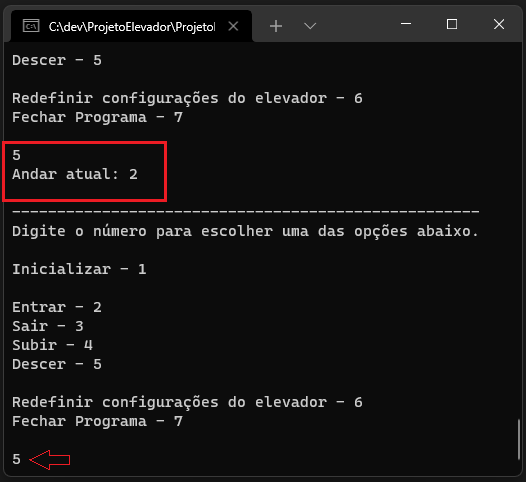 C:\dev\ProjetoElevador\Projeto
Descer - 5
Redefinir configurações do elevador - 6
Fechar Programa - 7
5
Andar atual: 2
----------------------------------------------------
Digite o número para escolher uma das opções abaixo.
Inicializar - 1
Entrar - 2
Sair - 3
Subir - 4
Descer - 5
Redefinir configurações do elevador - 6
Fechar Programa - 7
5